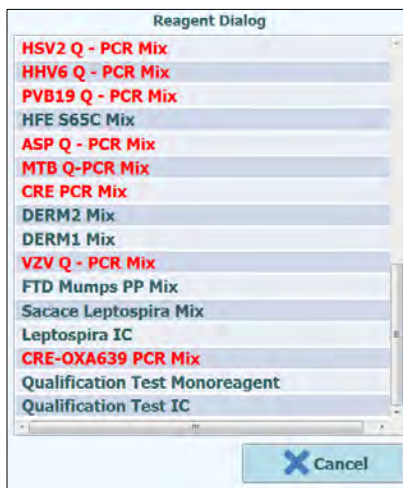 Reagent Dialog
HSV2 Q - PCR Mix
HHV6 Q - PCR Mix
PVB19 Q - PCR Mix
HFE S65C Mix
ASP Q - PCR Mix
MTB Q-PCR Mix
CRE PCR Mix
DERM2 Mix
DERM1 Mix
VZV Q - PCR Mix
FTD Mumps PP Mix
Sacace Leptospira Mix
Leptospira IC
CRE-OXA639 PCR Mix
Qualification Test Monoreagent
Qualification Test IC
Cancel